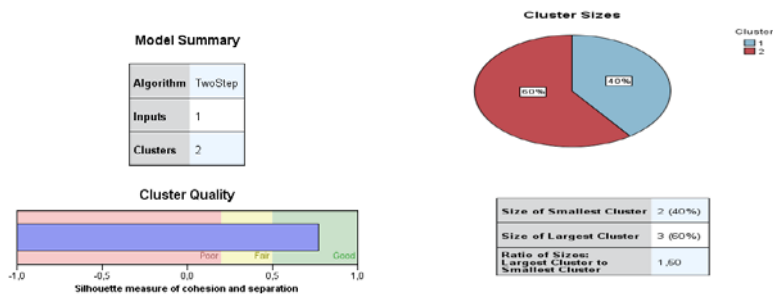 Model Summary
Algorithm TwoStep
Inputs 1
Clusters 2
Cluster Quality
Poor Fair Good
-1,0 -0,5 0,0 0,5 1,0
Silhouette measure of cohesion and separation
Cluster Sizes
Cluster
1
2
40%
60%
Size of Smallest Cluster 2 (40%)
Size of Largest Cluster 3 (60%)
Ratio of Sizes:
Largest Cluster to
Smallest Cluster
1,50